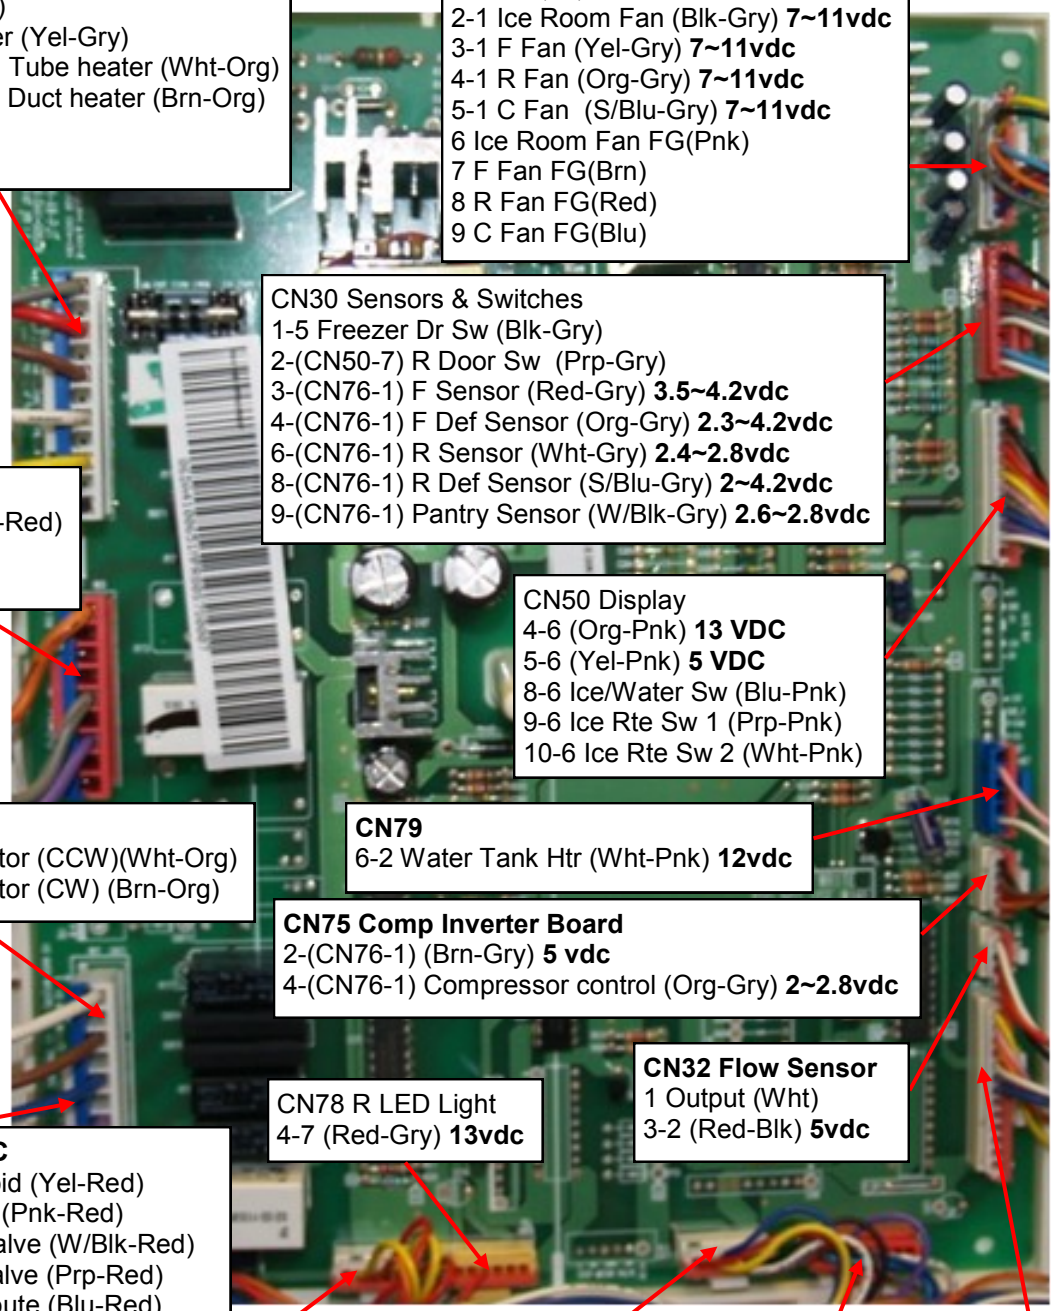 er (Yel-Gry)
Tube heater (Wht-Org)
Duct heater (Brn-Org)
2-1 Ice Room Fan (Blk-Gry) 7~11vdc
3-1 F Fan (Yel-Gry) 7~11vdc
4-1 R Fan (Org-Gry) 7~11vdc
5-1 C Fan (S/Blu-Gry) 7~11vdc
6 Ice Room Fan FG(Pnk)
7 F Fan FG(Brn)
8 R Fan FG(Red)
9 C Fan FG(Blu)
CN30 Sensors & Switches
1-5 Freezer Dr Sw (Blk-Gry)
2-(CN50-7) R Door Sw (Prp-Gry)
3-(CN76-1) F Sensor (Red-Gry) 3.5~4.2vdc
4-(CN76-1) F Def Sensor (Org-Gry) 2.3~4.2vdc
6-(CN76-1) R Sensor (Wht-Gry) 2.4~2.8vdc
8-(CN76-1) R Def Sensor (S/Blu-Gry) 2~4.2vdc
9-(CN76-1) Pantry Sensor (W/Blk-Gry) 2.6~2.8vdc
-Red)
CN50 Display
4-6 (Org-Pnk) 13 VDC
5-6 (Yel-Pnk) 5 VDC
8-6 Ice/Water Sw (Blu-Pnk)
9-6 Ice Rte Sw 1 (Prp-Pnk)
10-6 Ice Rte Sw 2 (Wht-Pnk)
CN79
6-2 Water Tank Htr (Wht-Pnk) 12vdc
tor (CCW)(Wht-Org)
tor (CW) (Brn-Org)
CN75 Comp Inverter Board
2-(CN76-1) (Brn-Gry) 5 vdc
4-(CN76-1) Compressor control (Org-Gry) 2~2.8vdc
CN32 Flow Sensor
1 Output (Wht)
3-2 (Red-Blk) 5vdc
CN78 R LED Light
4-7 (Red-Gry) 13vdc
C
id (Yel-Red)
(Pnk-Red)
alve (W/Blk-Red)
alve (Prp-Red)
oute (Blu-Red)